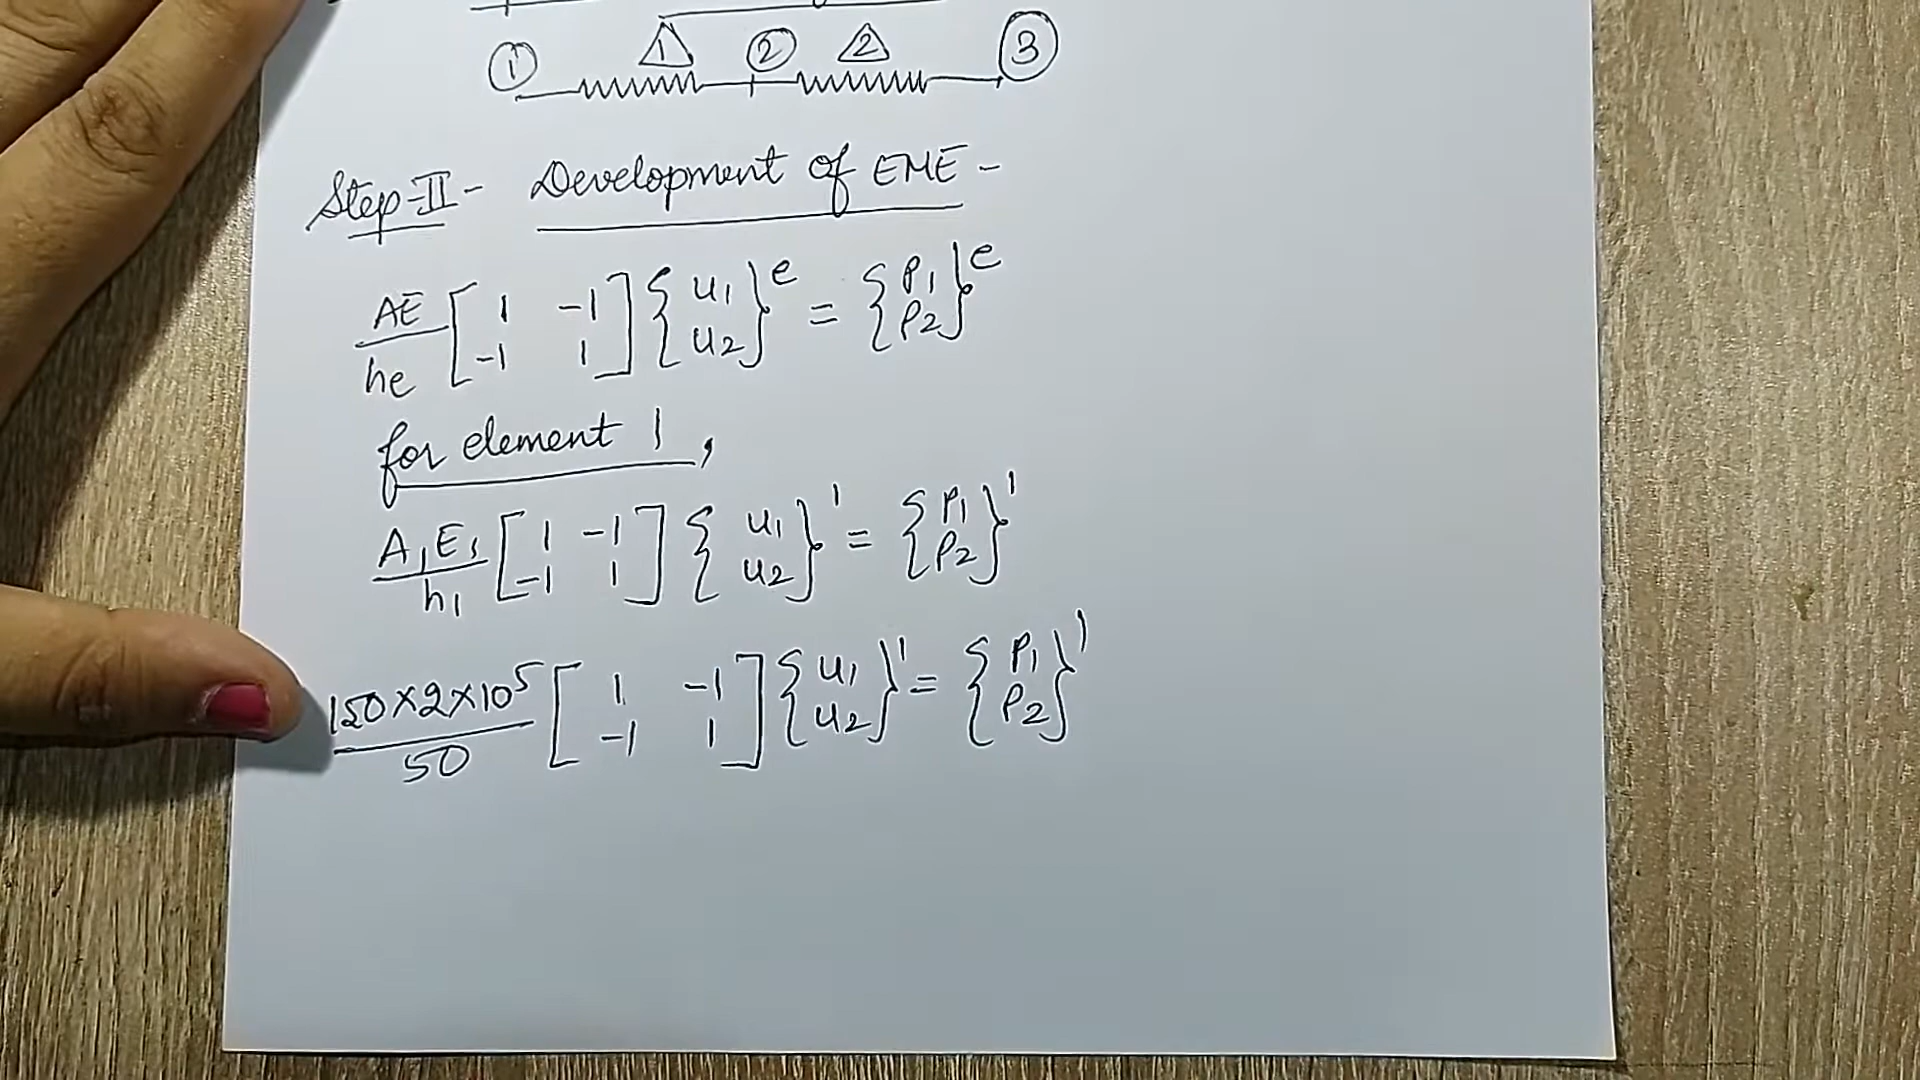 1 1 2 2 3
Step-II - Development of EME -
AE/he [1 -1; -1 1] {u1; u2}^e = {P1; P2}^e
for element 1,
A1E1/h1 [1 -1; -1 1] {u1; u2}^1 = {P1; P2}^1
150×2×10^5/50 [1 -1; -1 1] {u1; u2}^1 = {P1; P2}^1